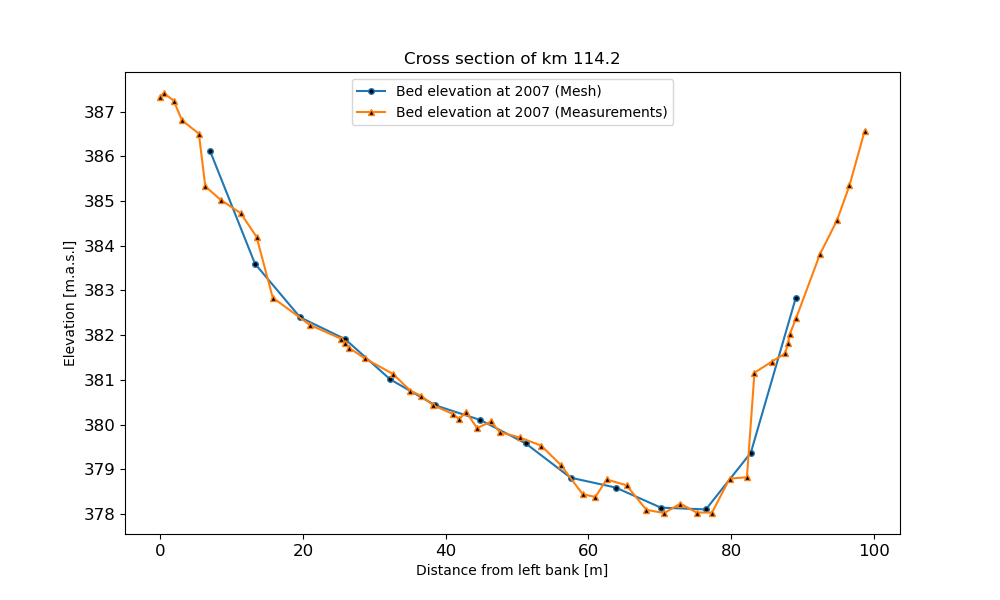 Cross section of km 114.2
Bed elevation at 2007 (Mesh)
Bed elevation at 2007 (Measurements)
387
386
385
384
383
382
381
380
379
378
Elevation [m.a.s.l]
0 20 40 60 80 100
Distance from left bank [m]